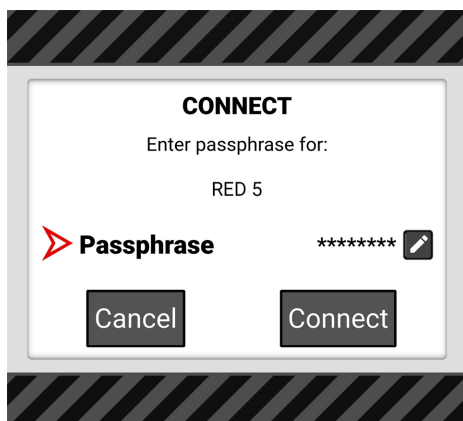 CONNECT
Enter passphrase for:
RED 5
Passphrase ********
Cancel Connect